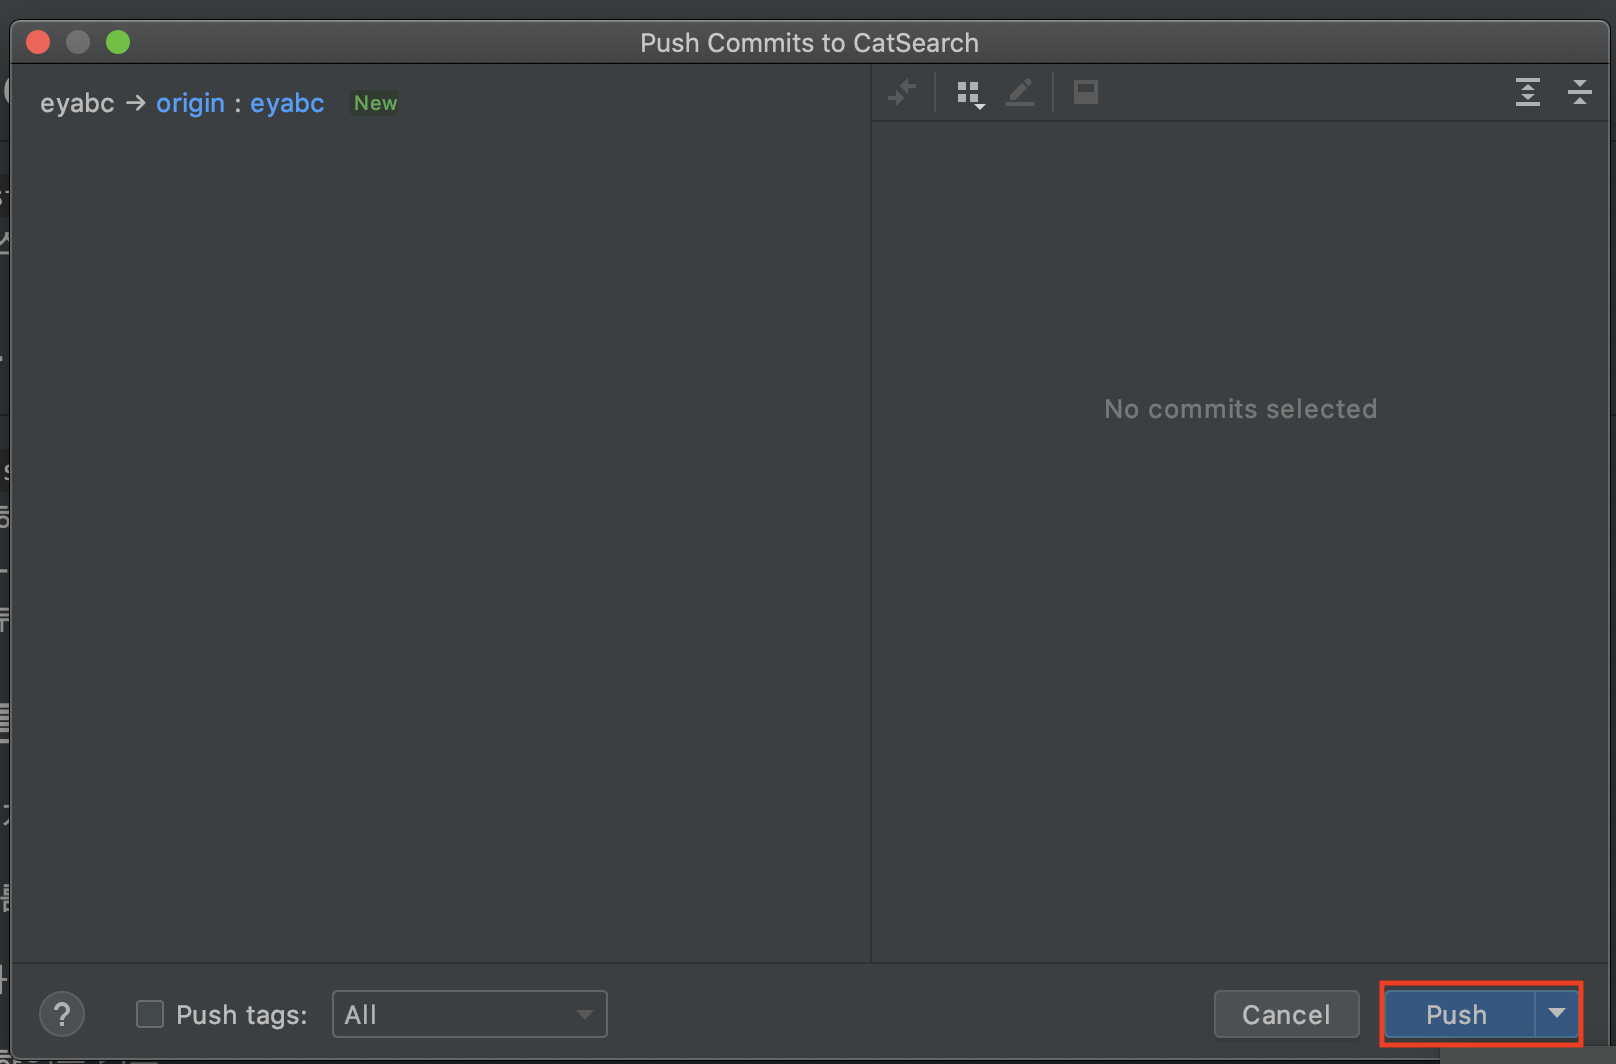 Push Commits to CatSearch
eyabc → origin : eyabc New
No commits selected
? Push tags: All Cancel Push